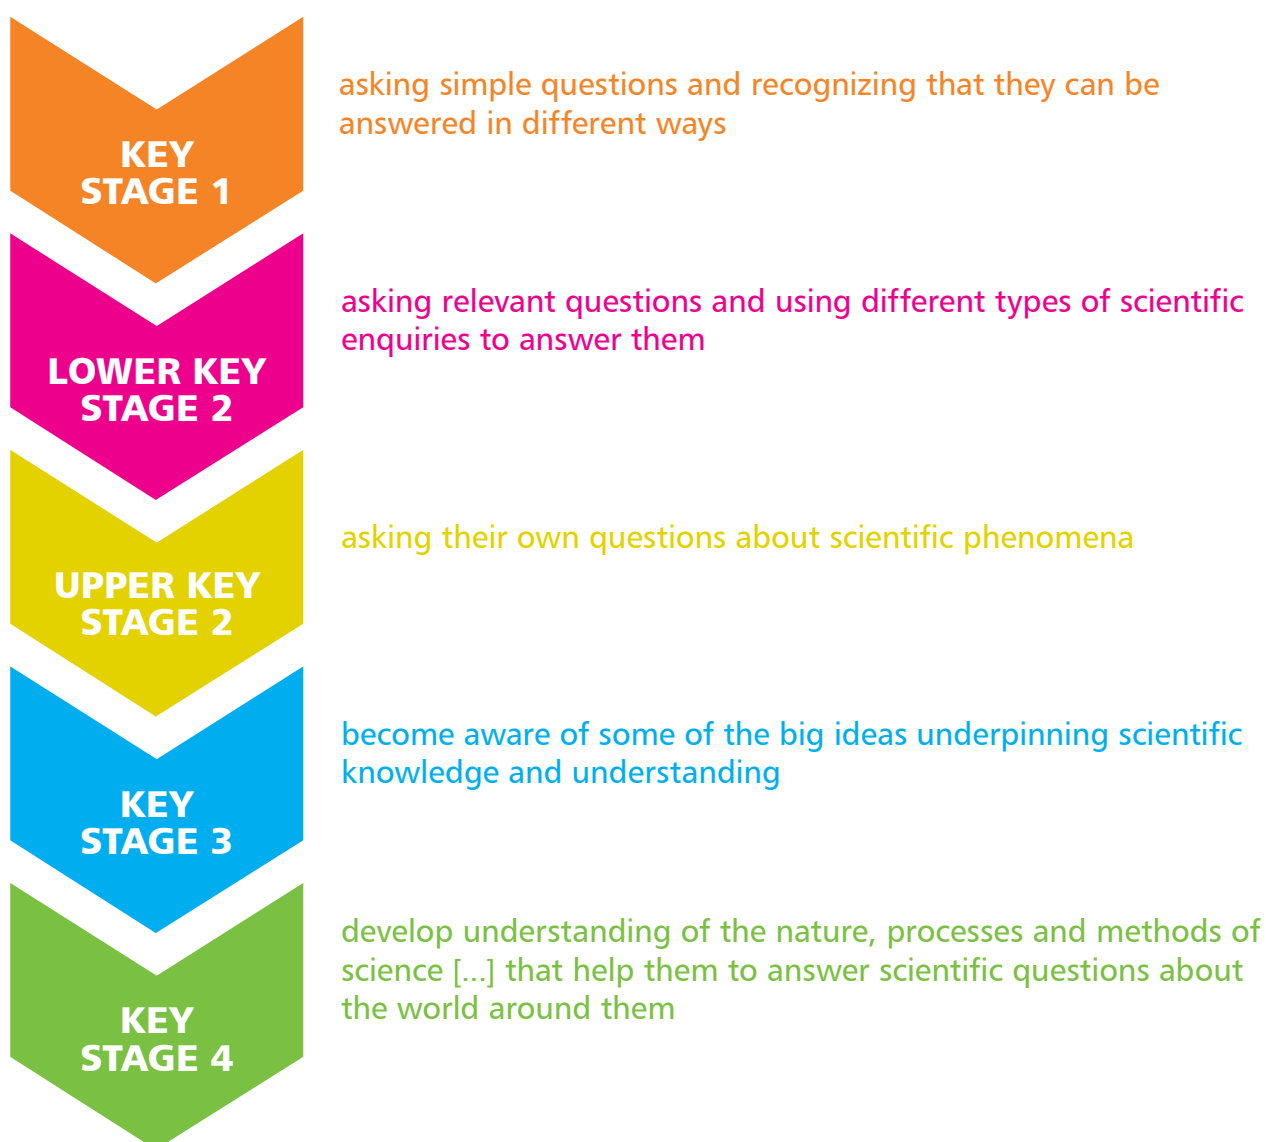 KEY
STAGE 1
asking simple questions and recognizing that they can be
answered in different ways
LOWER KEY
STAGE 2
asking relevant questions and using different types of scientific
enquiries to answer them
UPPER KEY
STAGE 2
asking their own questions about scientific phenomena
KEY
STAGE 3
become aware of some of the big ideas underpinning scientific
knowledge and understanding
KEY
STAGE 4
develop understanding of the nature, processes and methods of
science [...] that help them to answer scientific questions about
the world around them